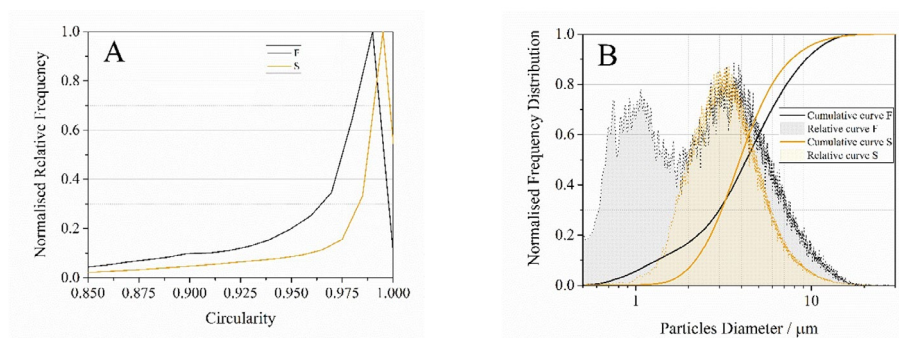 A
F
S
Normalised Relative Frequency
1.0
0.8
0.6
0.4
0.2
0.0
0.850 0.875 0.900 0.925 0.950 0.975 1.000
Circularity
B
Cumulative curve F
Relative curve F
Cumulative curve S
Relative curve S
Normalised Frequency Distribution
1.0
0.8
0.6
0.4
0.2
0.0
1 10
Particles Diameter / μm